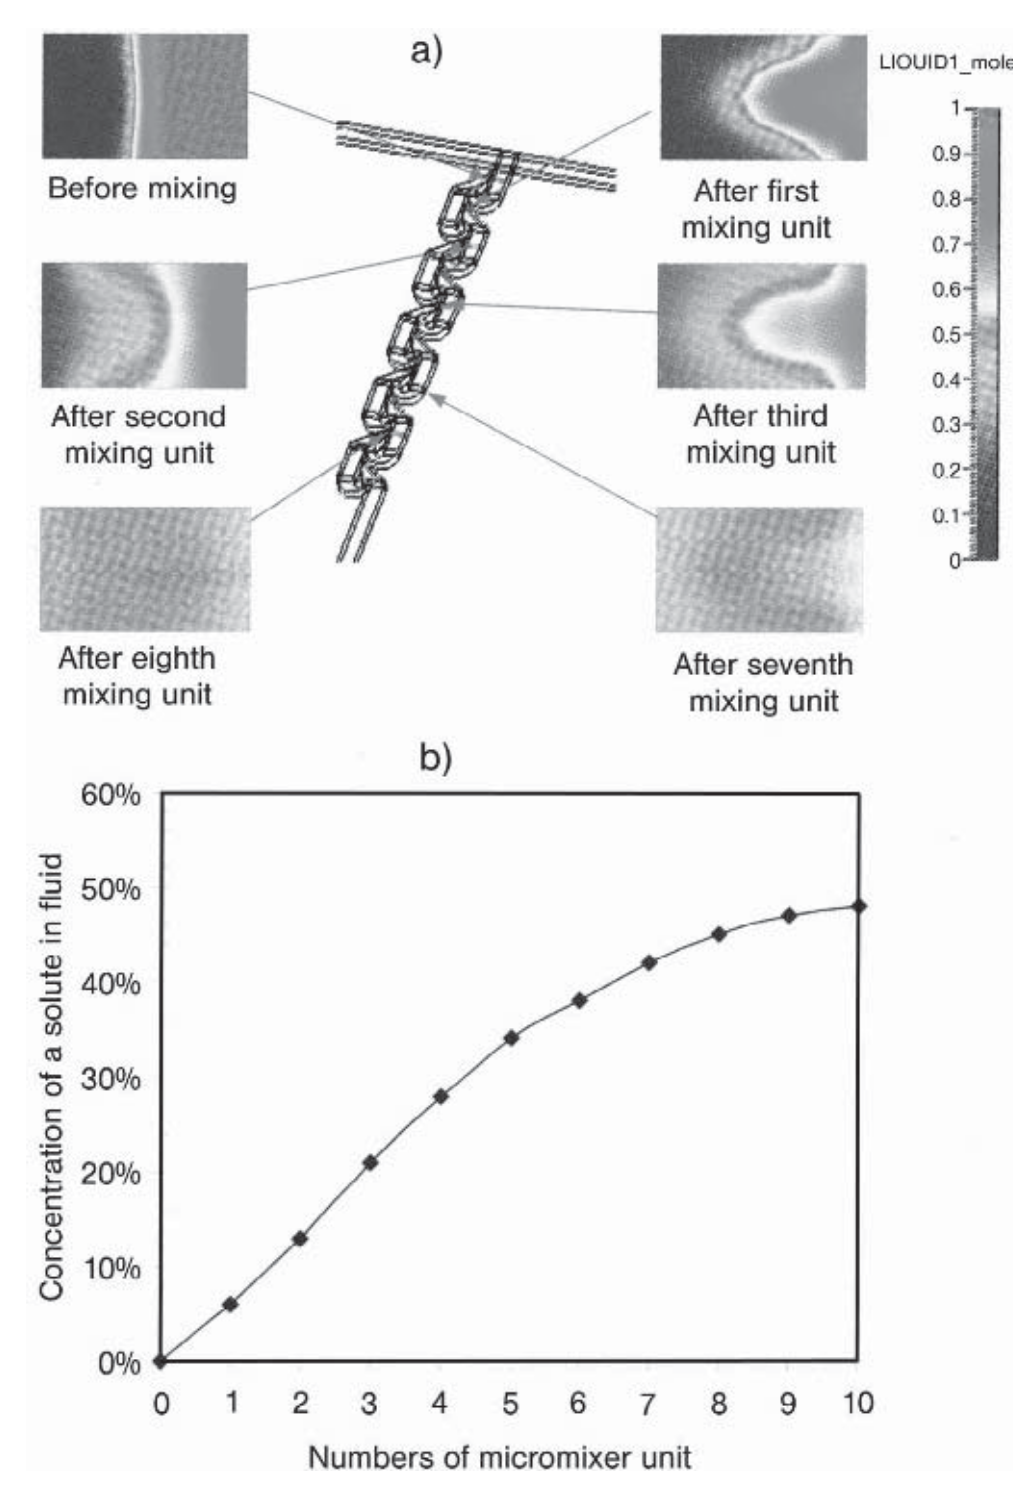 a)
LIOUID1_mole
Before mixing
After first
mixing unit
After second
mixing unit
After third
mixing unit
After eighth
mixing unit
After seventh
mixing unit
1
0.9
0.8
0.7
0.6
0.5
0.4
0.3
0.2
0.1
0
b)
Concentration of a solute in fluid
60%
50%
40%
30%
20%
10%
0%
0 1 2 3 4 5 6 7 8 9 10
Numbers of micromixer unit